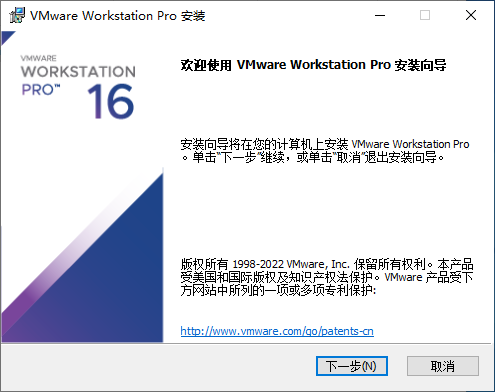 VMware Workstation Pro 安装
VMWARE
WORKSTATION
PRO™
16
欢迎使用 VMware Workstation Pro 安装向导
安装向导将在您的计算机上安装 VMware Workstation Pro
。单击“下一步”继续，或单击“取消”退出安装向导。
版权所有 1998-2022 VMware, Inc. 保留所有权利。本产品
受美国和国际版权及知识产权法保护。VMware 产品受下
方网站中所列的一项或多项专利保护:
http://www.vmware.com/go/patents-cn
下一步(N)
取消